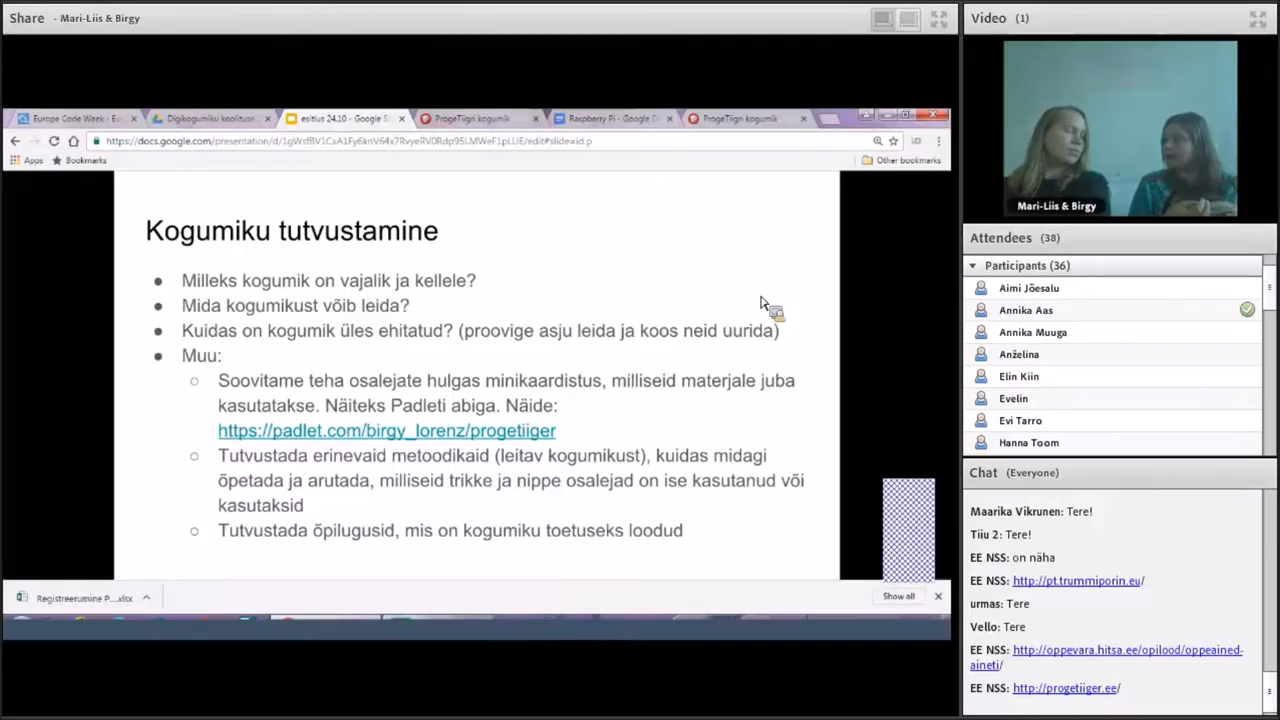 Share - Mari-Liis & Birgy
Europe Code Week - Eu
Digikogumiku koolituse
esitlus 24.10 - Google S
ProgeTiigri kogumik
Raspberry Pi - Google S
ProgeTiigri kogumik
Apps
Bookmarks
Other bookmarks
Kogumiku tutvustamine
Milleks kogumik on vajalik ja kellele?
Mida kogumikust võib leida?
Kuidas on kogumik üles ehitatud? (proovige asju leida ja koos neid uurida)
Muu:
Soovitame teha osalejate hulgas minikaardistus, milliseid materjale juba
kasutatakse. Näiteks Padleti abiga. Näide:
https://padlet.com/birgy_lorenz/progetiiger
Tutvustada erinevaid metoodikaid (leitav kogumikust), kuidas midagi
õpetada ja arutada, milliseid trikke ja nippe osalejad on ise kasutanud või
kasutaksid
Tutvustada õpilugusid, mis on kogumiku toetuseks loodud
Registreerumine P....xlsx
Show all
Video (1)
Mari-Liis & Birgy
Attendees (38)
Participants (36)
Aimi Jõesalu
Annika Aas
Annika Muuga
Anželina
Elin Kiin
Evelin
Evi Tarro
Hanna Toom
Chat (Everyone)
Maarika Vikrunen: Tere!
Tiiu 2: Tere!
EE NSS: on näha
EE NSS: http://pt.trummiporin.eu/
urmas: Tere
Vello: Tere
EE NSS: http://oppevara.hitsa.ee/opilood/oppeained-
aineti/
EE NSS: http://progetiiger.ee/